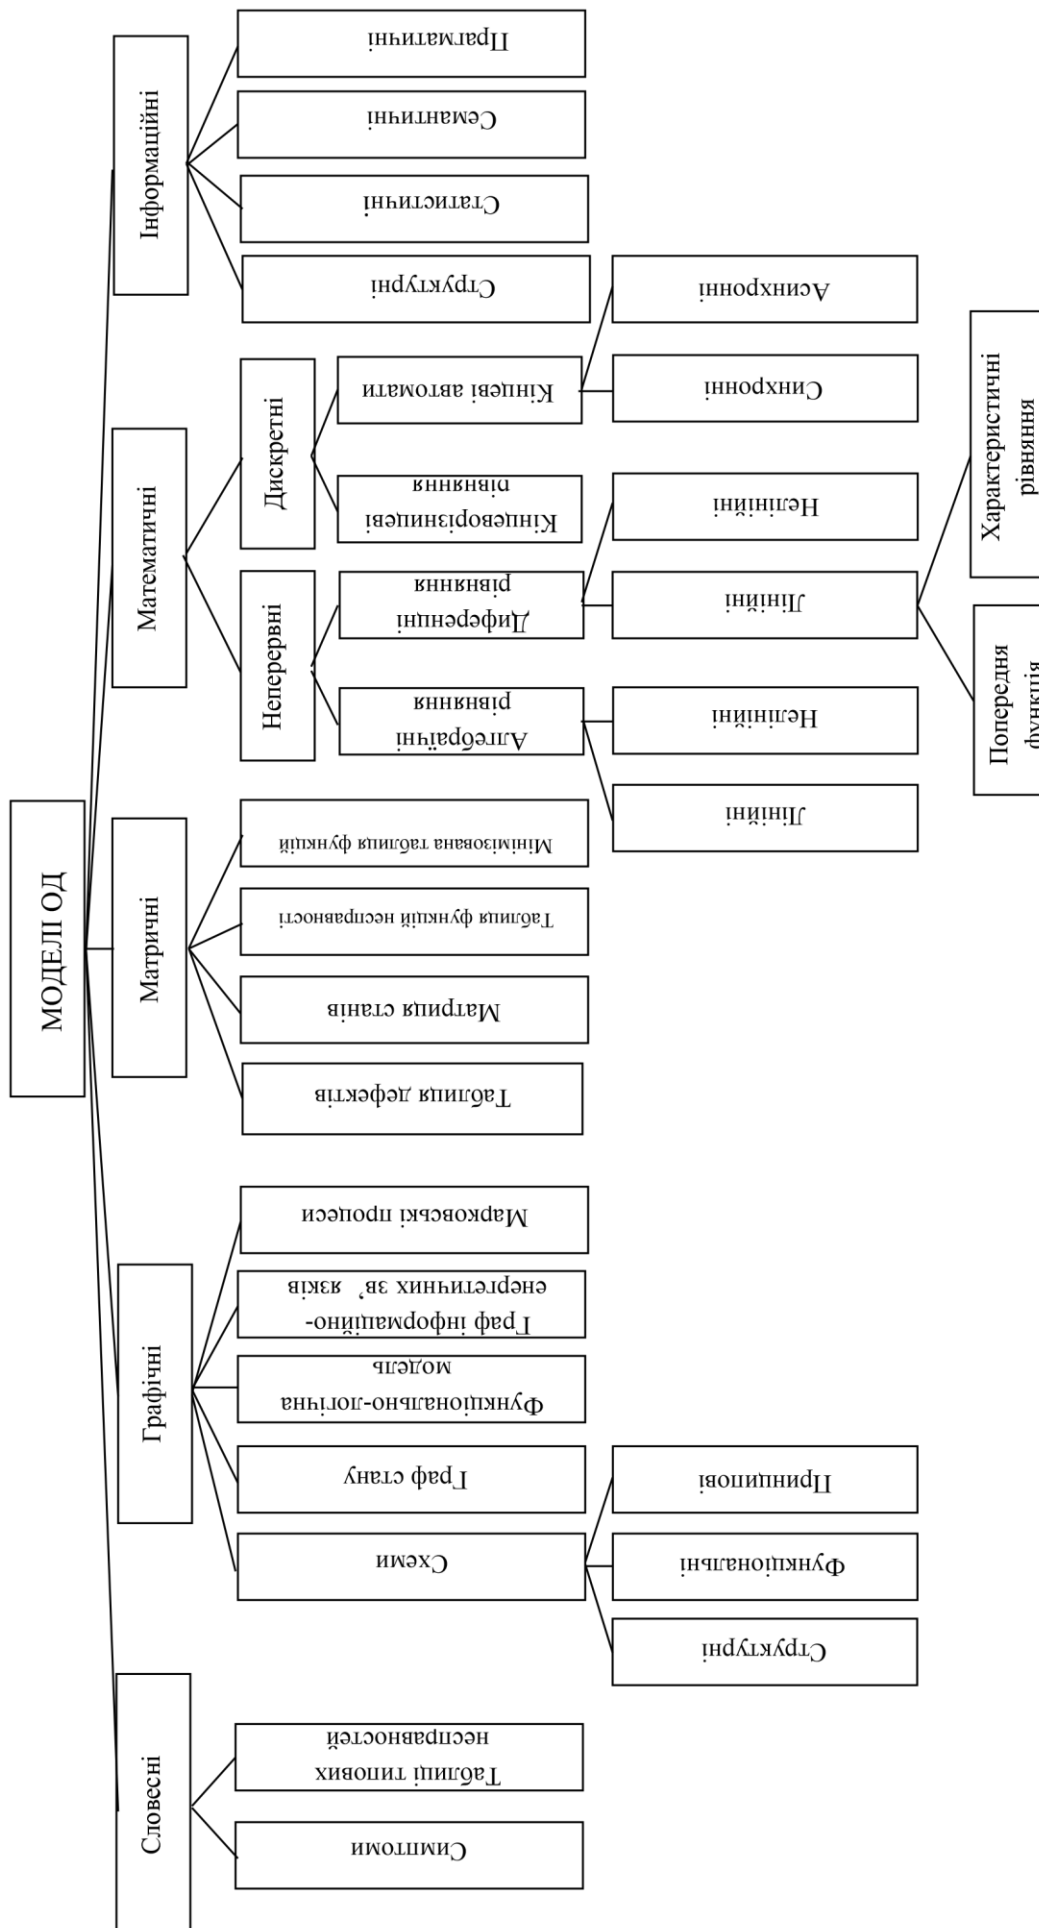 МОДЕЛІ ОД
Словесні
Графічні
Матричні
Математичні
Інформаційні
Симптоми
Таблиці типових
несправностей
Схеми
Граф стану
Функціонально-логічна
модель
Граф інформаційно-
енергетичних зв’ язків
Марковські процеси
Таблиця дефектів
Матриця станів
Таблиця функцій несправності
Мінімізована таблиця функцій
Неперервні
Дискретні
Структурні
Статистичні
Семантичні
Прагматичні
Алгебраїчні
рівняння
Диференцні
рівняння
Кінцеворізницеві
рівняння
Кінцеві автомати
Структурні
Функціональні
Принципові
Лінійні
Нелінійні
Лінійні
Нелінійні
Синхронні
Асинхронні
Попередня
функція
Характеристичні
рівняння